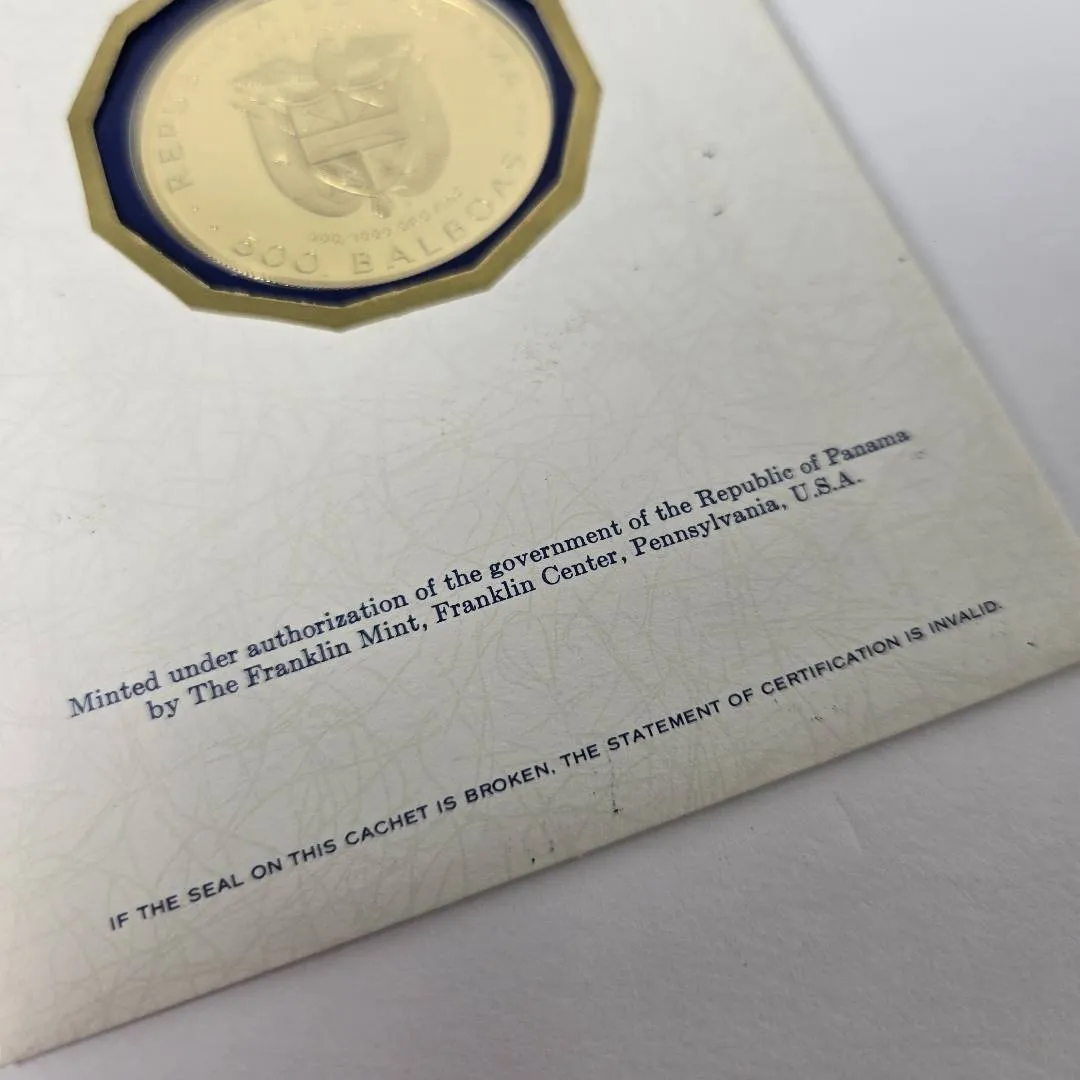 500 BALBOAS
Minted under authorization of the government of the Republic of Panama
by The Franklin Mint, Franklin Center, Pennsylvania, U.S.A.
IF THE SEAL ON THIS CACHET IS BROKEN, THE STATEMENT OF CERTIFICATION IS INVALID.